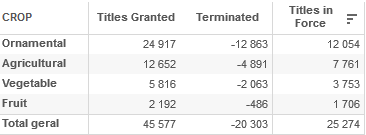 CROP Titles Granted Terminated Titles in Force
Ornamental 24 917 -12 863 12 054
Agricultural 12 652 -4 891 7 761
Vegetable 5 816 -2 063 3 753
Fruit 2 192 -486 1 706
Total geral 45 577 -20 303 25 274